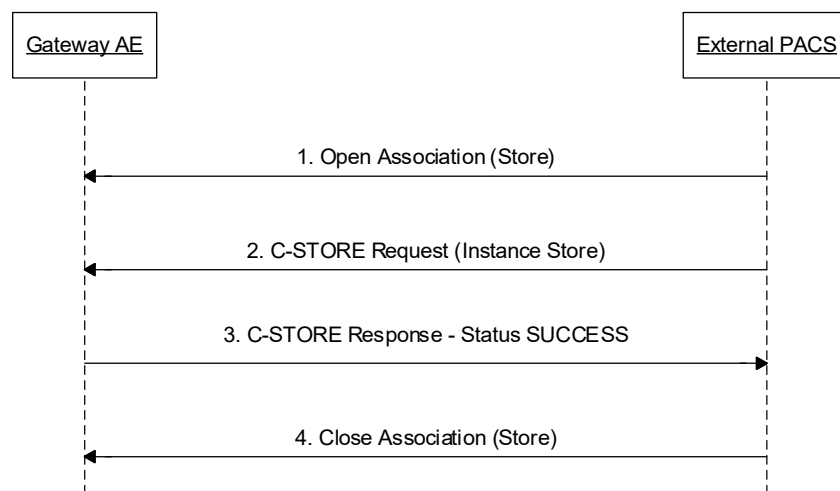 Gateway AE
External PACS
1. Open Association (Store)
2. C-STORE Request (Instance Store)
3. C-STORE Response - Status SUCCESS
4. Close Association (Store)